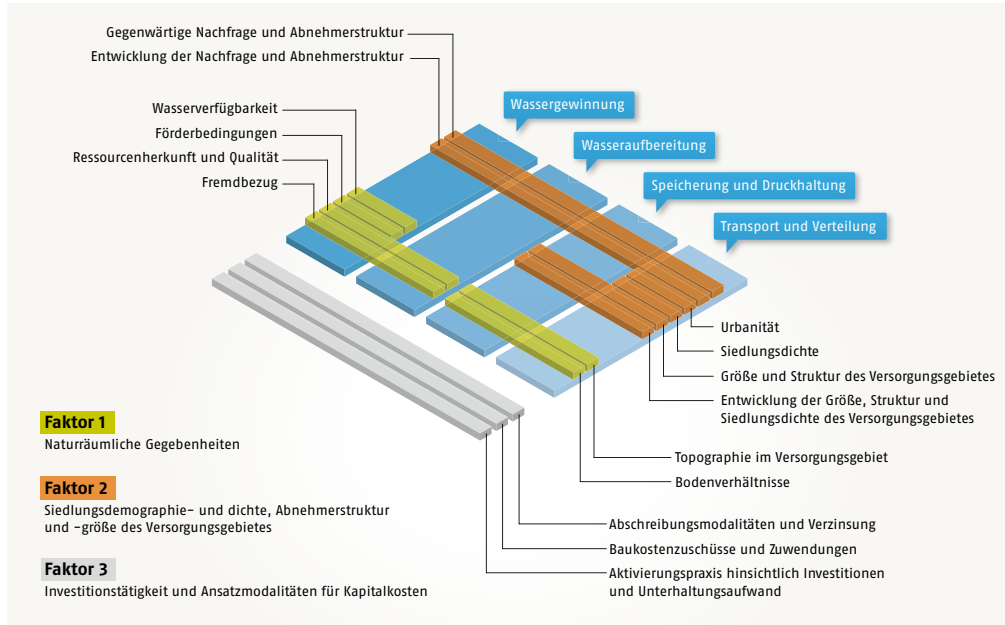 Gegenwärtige Nachfrage und Abnehmerstruktur
Entwicklung der Nachfrage und Abnehmerstruktur
Wasserverfügbarkeit
Förderbedingungen
Ressourcenherkunft und Qualität
Fremdbezug
Wassergewinnung
Wasseraufbereitung
Speicherung und Druckhaltung
Transport und Verteilung
Urbanität
Siedlungsdichte
Größe und Struktur des Versorgungsgebietes
Entwicklung der Größe, Struktur und
Siedlungsdichte des Versorgungsgebietes
Topographie im Versorgungsgebiet
Bodenverhältnisse
Abschreibungsmodalitäten und Verzinsung
Baukostenzuschüsse und Zuwendungen
Aktivierungspraxis hinsichtlich Investitionen
und Unterhaltungsaufwand
Faktor 1
Naturräumliche Gegebenheiten
Faktor 2
Siedlungsdemographie- und dichte, Abnehmerstruktur
und -größe des Versorgungsgebietes
Faktor 3
Investitionstätigkeit und Ansatzmodalitäten für Kapitalkosten